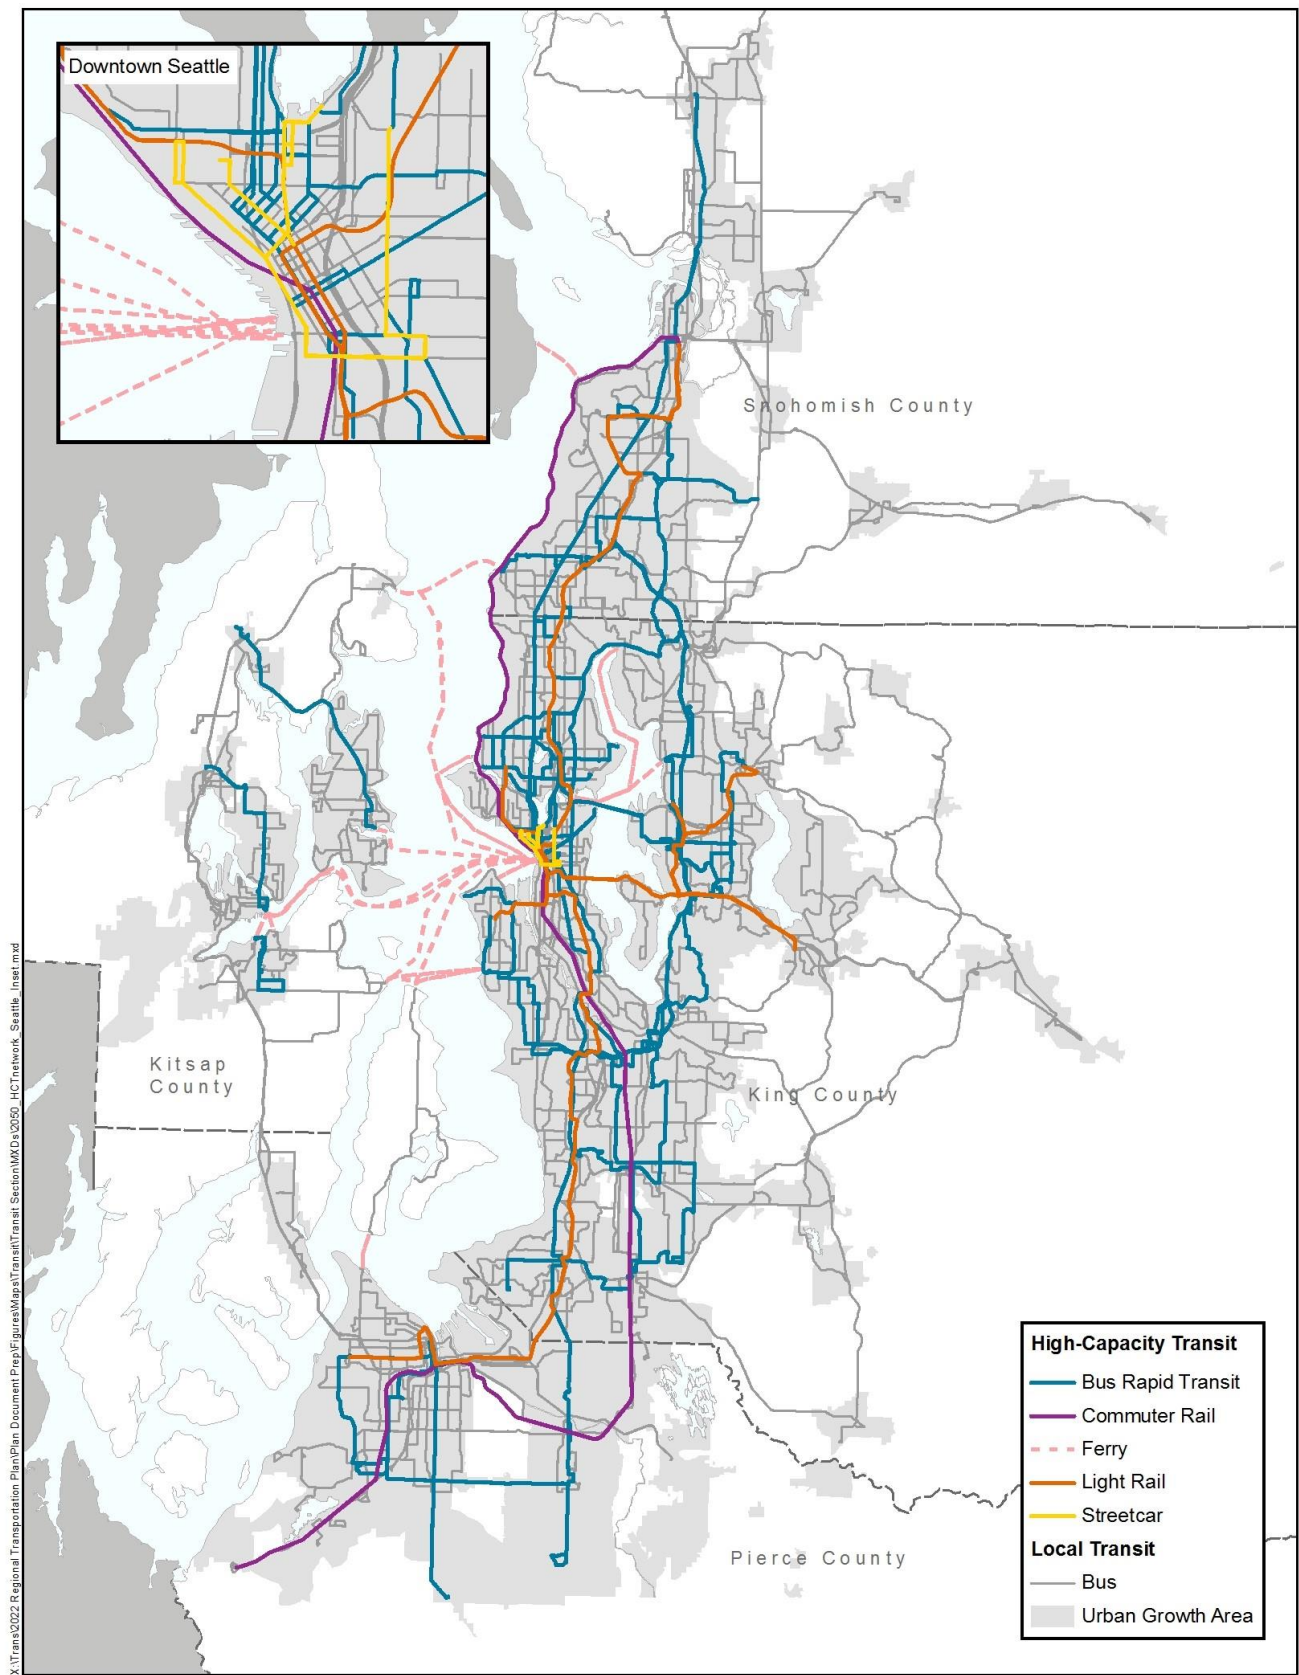 Downtown Seattle
Snohomish County
Kitsap
County
King County
Pierce County
High-Capacity Transit
Bus Rapid Transit
Commuter Rail
Ferry
Light Rail
Streetcar
Local Transit
Bus
Urban Growth Area
X:\Trans\2022 Regional Transportation Plan\Plan Document Prep\Figures\Maps\Transit\Transit Section\MXDs\2050_HCTnetwork_Seattle_Inset.mxd